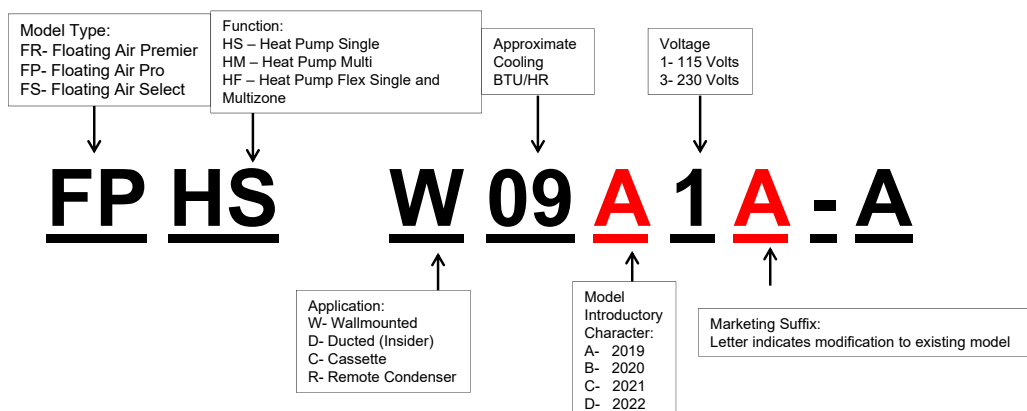 Model Type:
FR- Floating Air Premier
FP- Floating Air Pro
FS- Floating Air Select
Function:
HS – Heat Pump Single
HM – Heat Pump Multi
HF – Heat Pump Flex Single and
Multizone
Approximate
Cooling
BTU/HR
Voltage
1- 115 Volts
3- 230 Volts
FP HS W 09 A 1 A - A
Application:
W- Wallmounted
D- Ducted (Insider)
C- Cassette
R- Remote Condenser
Model
Introductory
Character:
A- 2019
B- 2020
C- 2021
D- 2022
Marketing Suffix:
Letter indicates modification to existing model